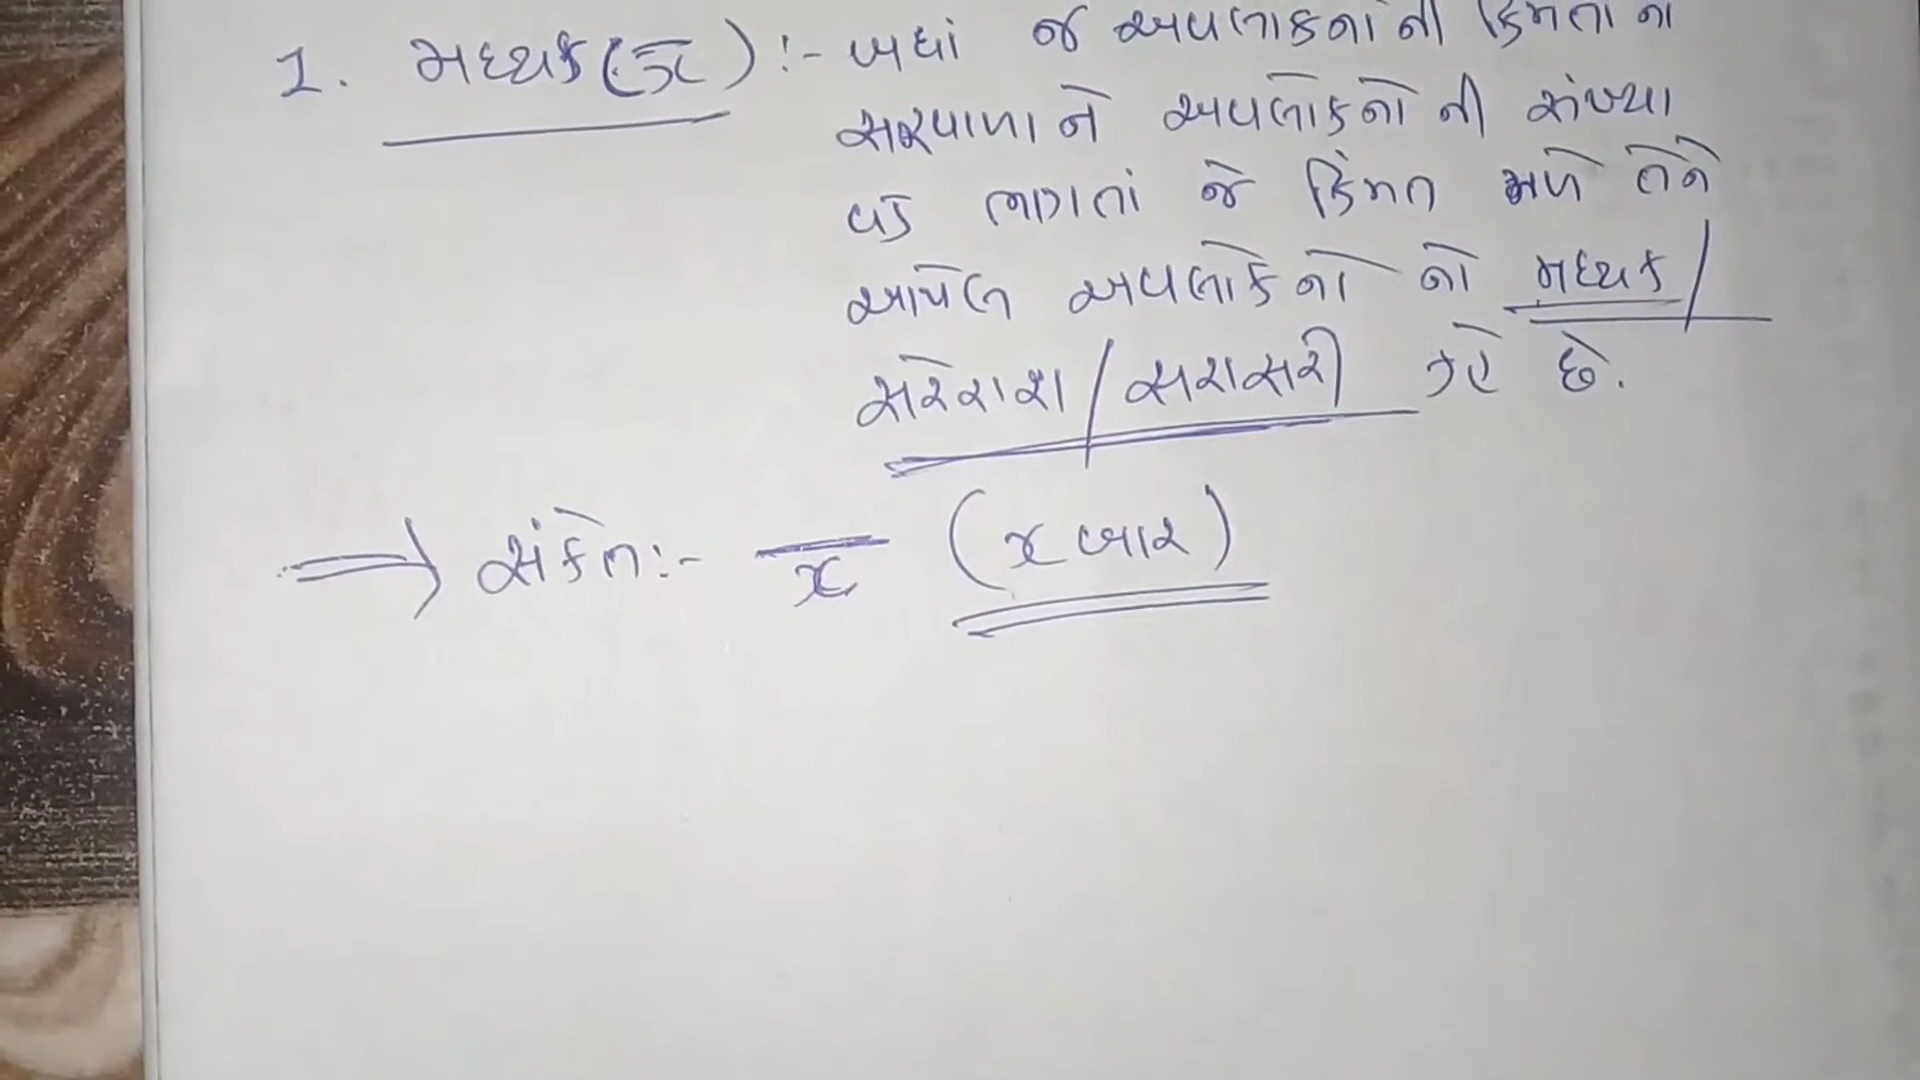 1. મધ્યક (x̄) :- બધાં જ અવલોકનોની કિંમતોના
સરવાળાને અવલોકનોની સંખ્યા
વડે ભાગતાં જે કિંમત મળે તેને
આપેલ અવલોકનોનો મધ્યક/
સરેરાશ/સરાસરી કહે છે.
⇒ સંકેત :- x̄ (x બાર)